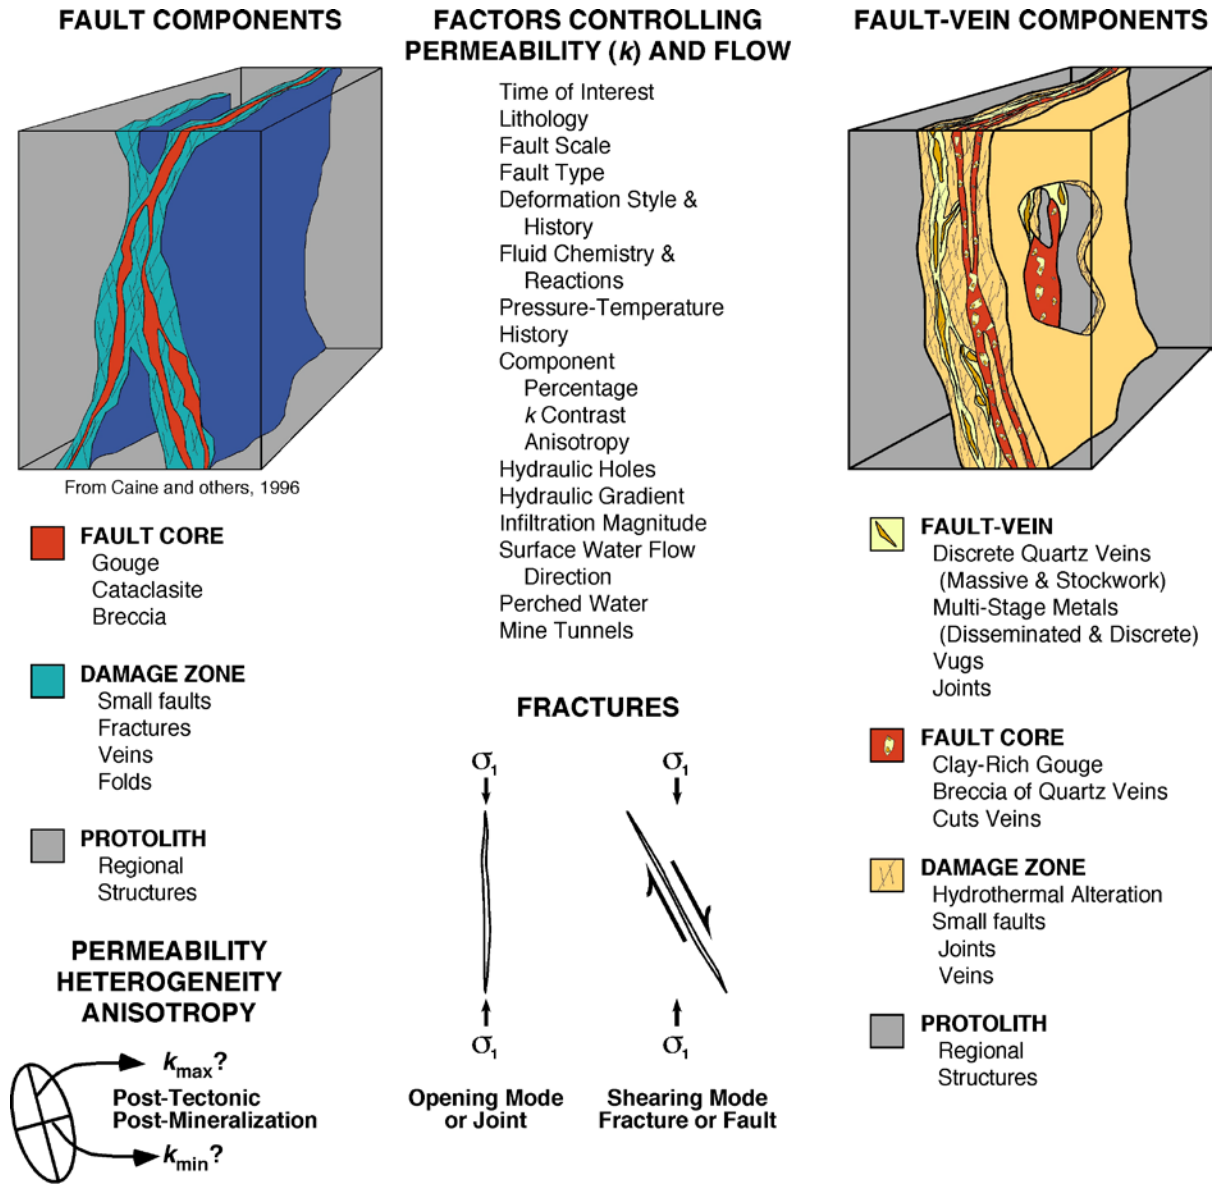 FAULT COMPONENTS
From Caine and others, 1996
FAULT CORE
Gouge
Cataclasite
Breccia
DAMAGE ZONE
Small faults
Fractures
Veins
Folds
PROTOLITH
Regional
Structures
PERMEABILITY
HETEROGENEITY
ANISOTROPY
kmax?
Post-Tectonic
Post-Mineralization
kmin?
FACTORS CONTROLLING
PERMEABILITY (k) AND FLOW
Time of Interest
Lithology
Fault Scale
Fault Type
Deformation Style &
History
Fluid Chemistry &
Reactions
Pressure-Temperature
History
Component
Percentage
k Contrast
Anisotropy
Hydraulic Holes
Hydraulic Gradient
Infiltration Magnitude
Surface Water Flow
Direction
Perched Water
Mine Tunnels
FRACTURES
σ1 σ1
σ1 σ1
Opening Mode
or Joint
Shearing Mode
Fracture or Fault
FAULT-VEIN COMPONENTS
FAULT-VEIN
Discrete Quartz Veins
(Massive & Stockwork)
Multi-Stage Metals
(Disseminated & Discrete)
Vugs
Joints
FAULT CORE
Clay-Rich Gouge
Breccia of Quartz Veins
Cuts Veins
DAMAGE ZONE
Hydrothermal Alteration
Small faults
Joints
Veins
PROTOLITH
Regional
Structures